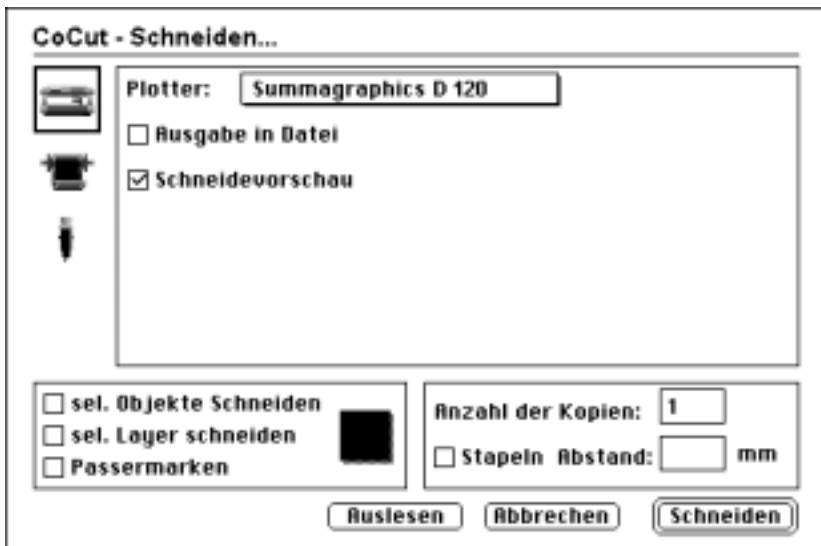 CoCut - Schneiden...
Plotter: Summagraphics D 120
Ausgabe in Datei
Schneidevorschau
sel. Objekte Schneiden
sel. Layer schneiden
Passermarken
Anzahl der Kopien: 1
Stapeln Abstand: mm
Auslesen Abbrechen Schneiden